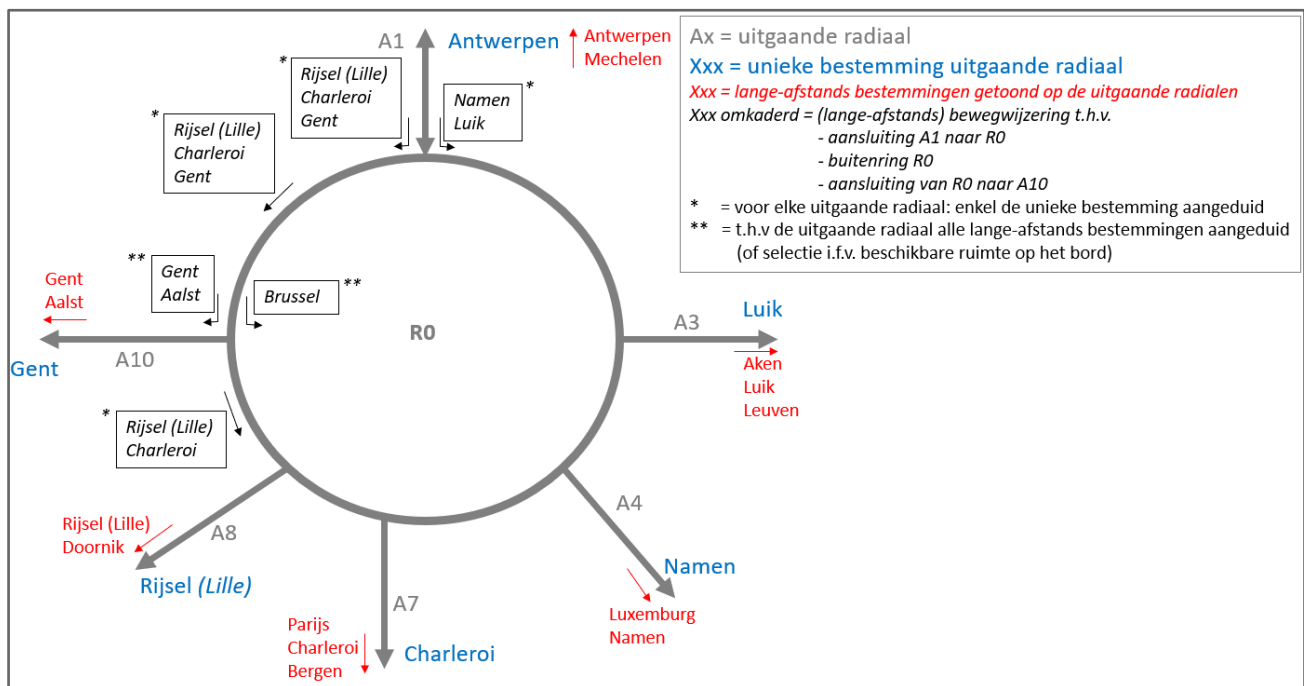 A1
Antwerpen
Antwerpen
Mechelen
* Rijsel (Lille)
Charleroi
Gent
Namen *
Luik
* Rijsel (Lille)
Charleroi
Gent
Ax = uitgaande radiaal
Xxx = unieke bestemming uitgaande radiaal
Xxx = lange-afstands bestemmingen getoond op de uitgaande radialen
Xxx omkaderd = (lange-afstands) bewegwijzering t.h.v.
- aansluiting A1 naar R0
- buitenring R0
- aansluiting van R0 naar A10
* = voor elke uitgaande radiaal: enkel de unieke bestemming aangeduid
** = t.h.v de uitgaande radiaal alle lange-afstands bestemmingen aangeduid
(of selectie i.f.v. beschikbare ruimte op het bord)
** Gent
Aalst
Brussel **
Gent
Aalst
A10
Gent
R0
A3
Luik
Aken
Luik
Leuven
* Rijsel (Lille)
Charleroi
Rijsel (Lille)
Doornik
A8
Rijsel (Lille)
A7
Parijs
Charleroi
Bergen
Charleroi
A4
Namen
Luxemburg
Namen